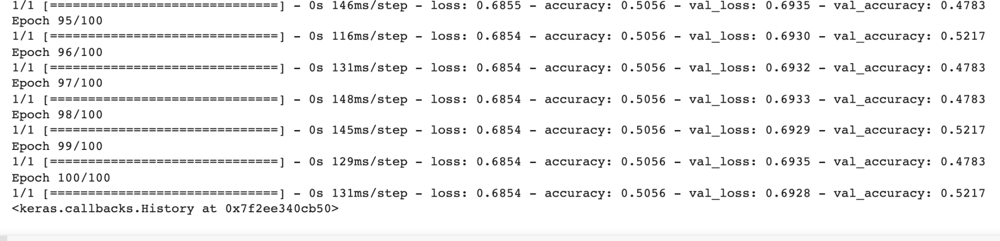 1/1 [==============================] - 0s 146ms/step - loss: 0.6855 - accuracy: 0.5056 - val_loss: 0.6935 - val_accuracy: 0.4783
Epoch 95/100
1/1 [==============================] - 0s 116ms/step - loss: 0.6854 - accuracy: 0.5056 - val_loss: 0.6930 - val_accuracy: 0.5217
Epoch 96/100
1/1 [==============================] - 0s 131ms/step - loss: 0.6854 - accuracy: 0.5056 - val_loss: 0.6932 - val_accuracy: 0.4783
Epoch 97/100
1/1 [==============================] - 0s 148ms/step - loss: 0.6854 - accuracy: 0.5056 - val_loss: 0.6933 - val_accuracy: 0.4783
Epoch 98/100
1/1 [==============================] - 0s 145ms/step - loss: 0.6854 - accuracy: 0.5056 - val_loss: 0.6929 - val_accuracy: 0.5217
Epoch 99/100
1/1 [==============================] - 0s 129ms/step - loss: 0.6854 - accuracy: 0.5056 - val_loss: 0.6935 - val_accuracy: 0.4783
Epoch 100/100
1/1 [==============================] - 0s 131ms/step - loss: 0.6854 - accuracy: 0.5056 - val_loss: 0.6928 - val_accuracy: 0.5217
<keras.callbacks.History at 0x7f2ee340cb50>